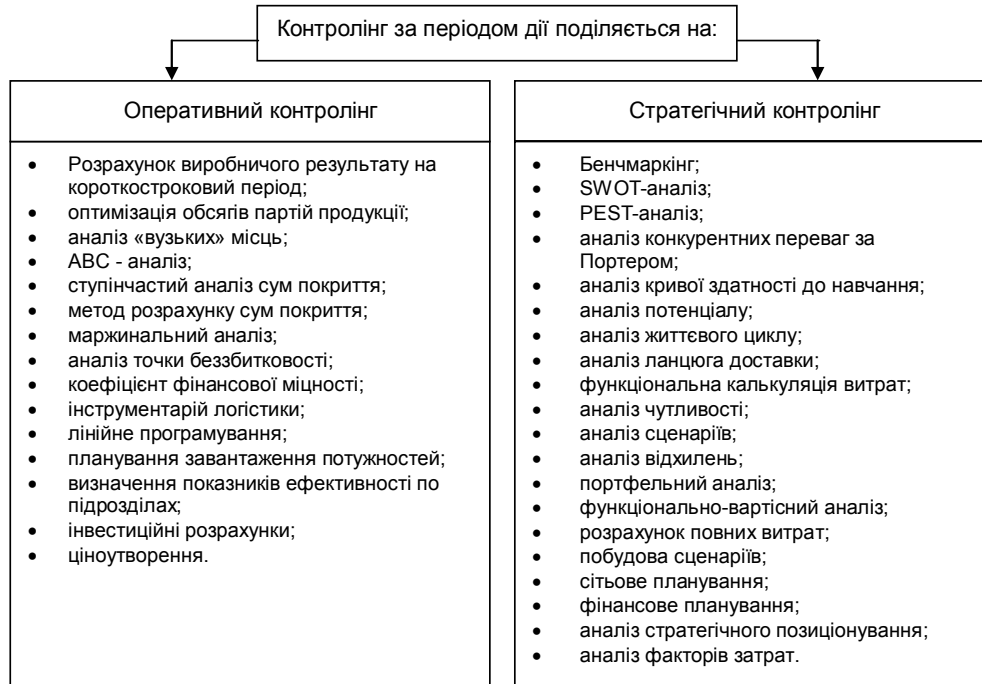 Контролінг за періодом дії поділяється на:
Оперативний контролінг
• Розрахунок виробничого результату на
короткостроковий період;
• оптимізація обсягів партій продукції;
• аналіз «вузьких» місць;
• АВС - аналіз;
• ступінчастий аналіз сум покриття;
• метод розрахунку сум покриття;
• маржинальний аналіз;
• аналіз точки беззбитковості;
• коефіцієнт фінансової міцності;
• інструментарій логістики;
• лінійне програмування;
• планування завантаження потужностей;
• визначення показників ефективності по
підрозділах;
• інвестиційні розрахунки;
• ціноутворення.
Стратегічний контролінг
• Бенчмаркінг;
• SWOT-аналіз;
• PEST-аналіз;
• аналіз конкурентних переваг за
Портером;
• аналіз кривої здатності до навчання;
• аналіз потенціалу;
• аналіз життєвого циклу;
• аналіз ланцюга доставки;
• функціональна калькуляція витрат;
• аналіз чутливості;
• аналіз сценаріїв;
• аналіз відхилень;
• портфельний аналіз;
• функціонально-вартісний аналіз;
• розрахунок повних витрат;
• побудова сценаріїв;
• сітьове планування;
• фінансове планування;
• аналіз стратегічного позиціонування;
• аналіз факторів затрат.